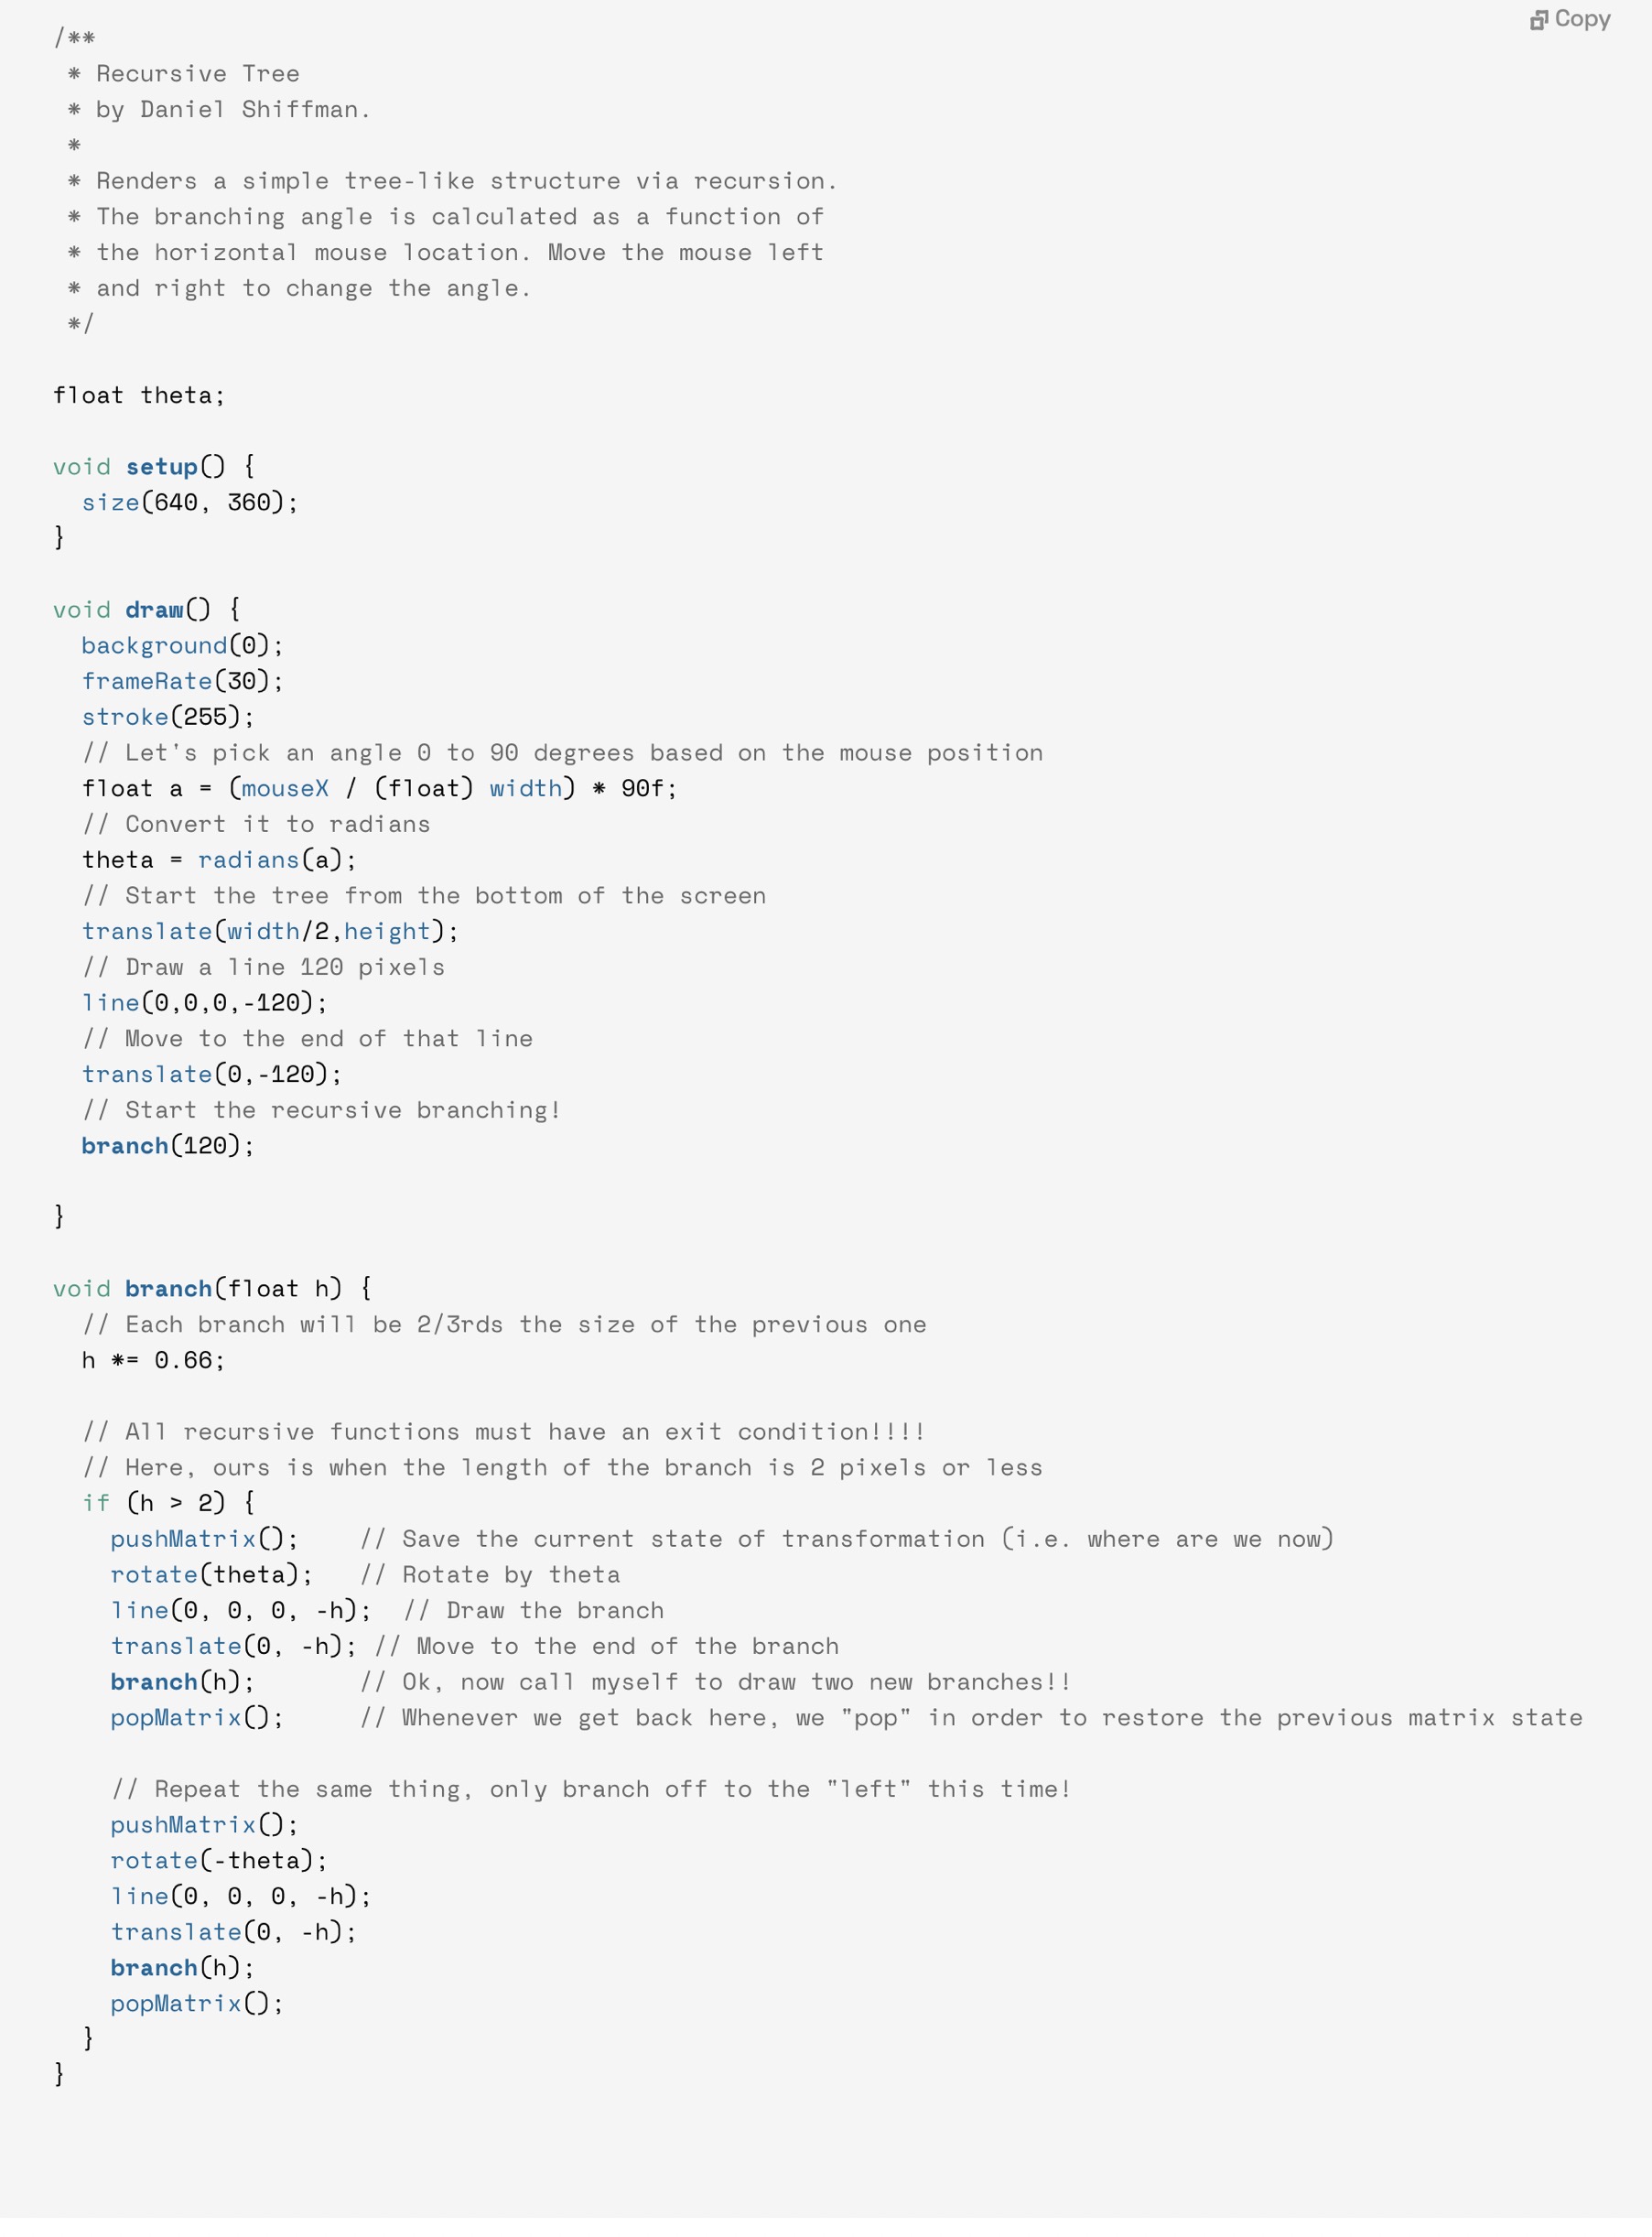 Copy
/**
 * Recursive Tree
 * by Daniel Shiffman.
 *
 * Renders a simple tree-like structure via recursion.
 * The branching angle is calculated as a function of
 * the horizontal mouse location. Move the mouse left
 * and right to change the angle.
 */

float theta;

void setup() {
  size(640, 360);
}

void draw() {
  background(0);
  frameRate(30);
  stroke(255);
  // Let's pick an angle 0 to 90 degrees based on the mouse position
  float a = (mouseX / (float) width) * 90f;
  // Convert it to radians
  theta = radians(a);
  // Start the tree from the bottom of the screen
  translate(width/2,height);
  // Draw a line 120 pixels
  line(0,0,0,-120);
  // Move to the end of that line
  translate(0,-120);
  // Start the recursive branching!
  branch(120);

}

void branch(float h) {
  // Each branch will be 2/3rds the size of the previous one
  h *= 0.66;

  // All recursive functions must have an exit condition!!!!
  // Here, ours is when the length of the branch is 2 pixels or less
  if (h > 2) {
    pushMatrix();    // Save the current state of transformation (i.e. where are we now)
    rotate(theta);   // Rotate by theta
    line(0, 0, 0, -h);  // Draw the branch
    translate(0, -h); // Move to the end of the branch
    branch(h);       // Ok, now call myself to draw two new branches!!
    popMatrix();     // Whenever we get back here, we "pop" in order to restore the previous matrix state

    // Repeat the same thing, only branch off to the "left" this time!
    pushMatrix();
    rotate(-theta);
    line(0, 0, 0, -h);
    translate(0, -h);
    branch(h);
    popMatrix();
  }
}